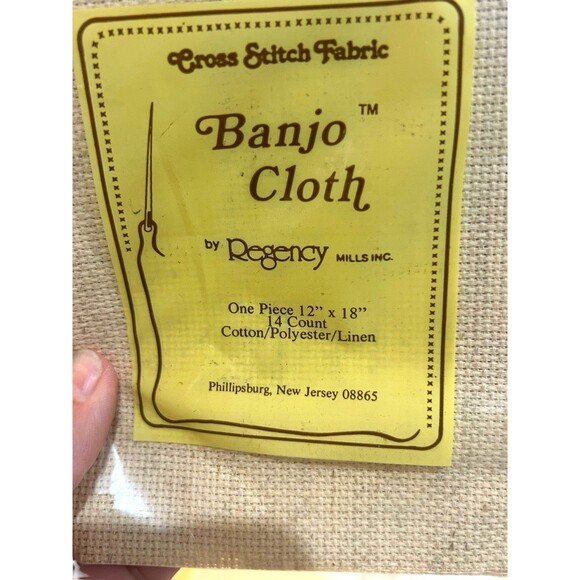 Cross Stitch Fabric
Banjo™
Cloth
by Regency MILLS INC.
One Piece 12" x 18"
14 Count
Cotton/Polyester/Linen
Phillipsburg, New Jersey 08865